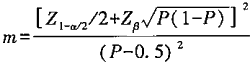 m = [Z_{1-α/2}/2+Z_β√P(1-P)]² / (P-0.5)²